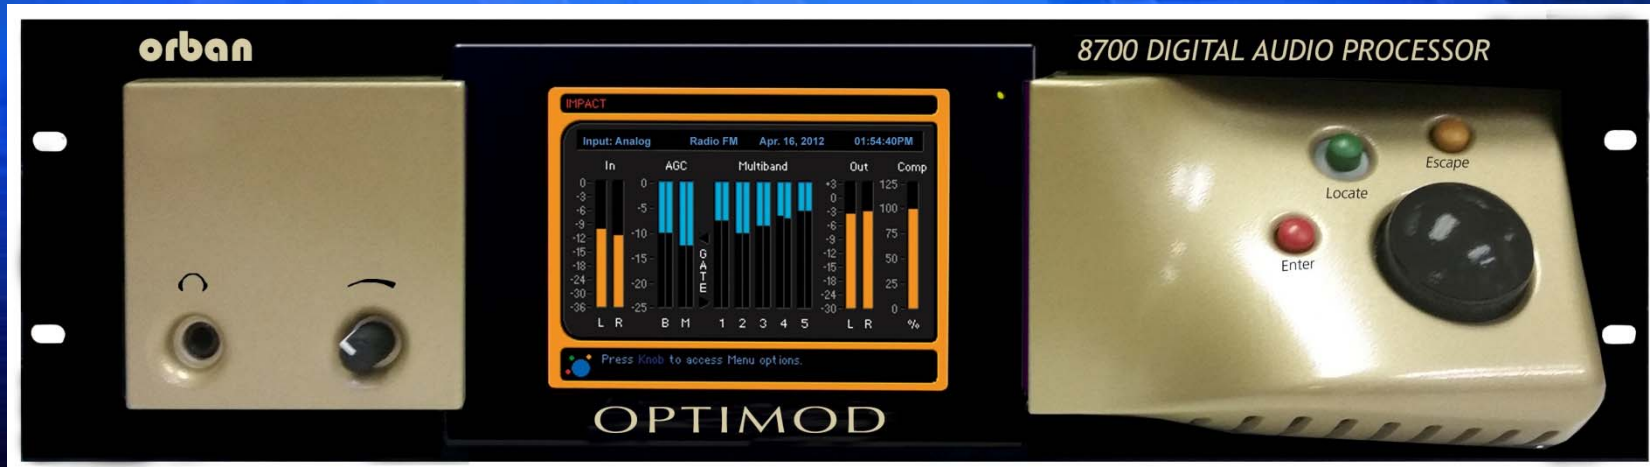 orban
8700 DIGITAL AUDIO PROCESSOR
IMPACT
Input: Analog Radio FM Apr. 16, 2012 01:54:40PM
In AGC Multiband Out Comp
0 0 +3 125
-3 0
-6 -5 -3 100
-9 -6
-12 -10 -9 75
-15 -12
-18 -15 -15 50
-24 -20 -18 25
-30 -24
-36 -25 -30 0
GATE
L R B M 1 2 3 4 5 L R %
Press Knob to access Menu options.
OPTIMOD
Locate
Escape
Enter